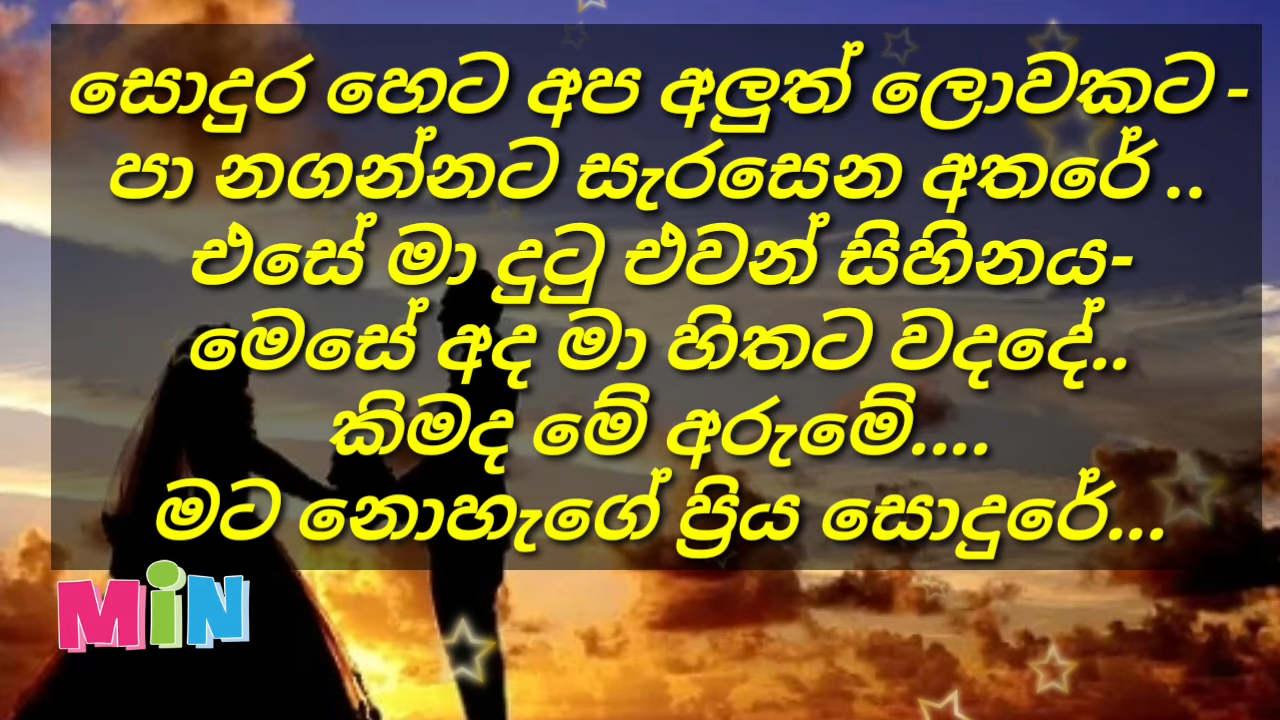 සොදුර හෙට අප අලුත් ලොවකට -
පා නගන්නට සැරසෙන අතරේ ..
එසේ මා දුටු එවන් සිහිනය-
මෙසේ අද මා හිතට වදදේ..
කිමද මේ අරුමේ....
මට නොහැගේ ප්‍රිය සොදුරේ...
MiN